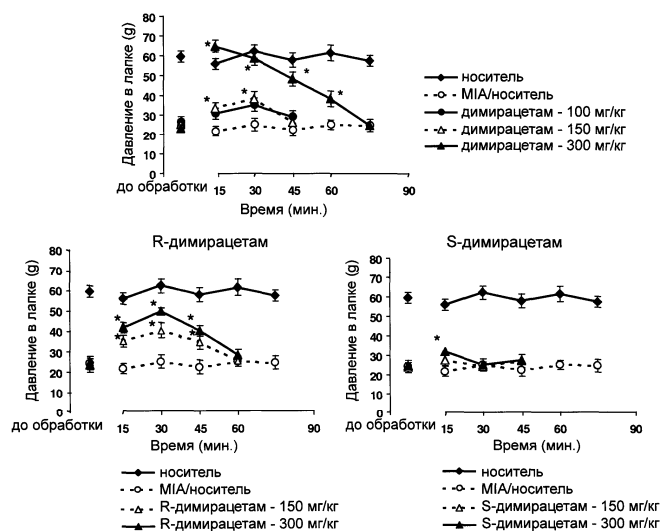 80
70
60
50
40
30
20
10
0
Давление в лапке (g)
до обработки
15 30 45 60 90
Время (мин.)
носитель
MIA/носитель
димирацетам - 100 мг/кг
димирацетам - 150 мг/кг
димирацетам - 300 мг/кг
R-димирацетам
80
70
60
50
40
30
20
10
0
Давление в лапке (g)
до обработки
15 30 45 60 90
Время (мин.)
носитель
MIA/носитель
R-димирацетам - 150 мг/кг
R-димирацетам - 300 мг/кг
S-димирацетам
80
70
60
50
40
30
20
10
0
Давление в лапке (g)
до обработки
15 30 45 60 90
Время (мин.)
носитель
MIA/носитель
S-димирацетам - 150 мг/кг
S-димирацетам - 300 мг/кг